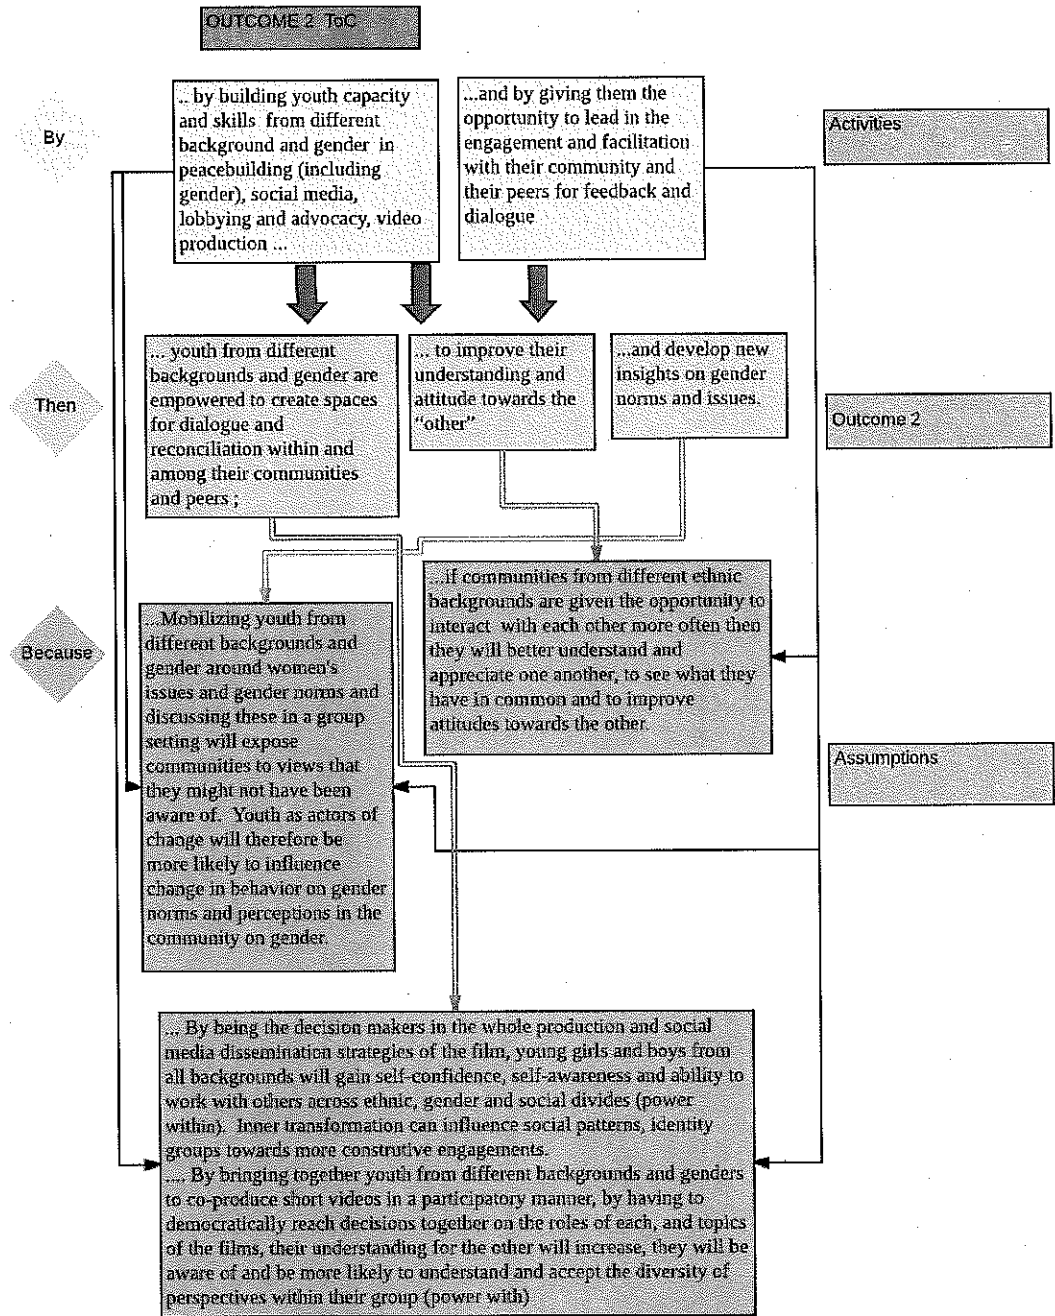 OUTCOME 2 ToC
By
.. by building youth capacity
and skills from different
background and gender in
peacebuilding (including
gender), social media,
lobbying and advocacy, video
production ...
...and by giving them the
opportunity to lead in the
engagement and facilitation
with their community and
their peers for feedback and
dialogue
Activities
Then
... youth from different
backgrounds and gender are
empowered to create spaces
for dialogue and
reconciliation within and
among their communities
and peers ;
... to improve their
understanding and
attitude towards the
"other"
...and develop new
insights on gender
norms and issues.
Outcome 2
Because
...Mobilizing youth from
different backgrounds and
gender around women's
issues and gender norms and
discussing these in a group
setting will expose
communities to views that
they might not have been
aware of. Youth as actors of
change will therefore be
more likely to influence
change in behavior on gender
norms and perceptions in the
community on gender.
...if communities from different ethnic
backgrounds are given the opportunity to
interact with each other more often then
they will better understand and
appreciate one another, to see what they
have in common and to improve
attitudes towards the other.
Assumptions
... By being the decision makers in the whole production and social
media dissemination strategies of the film, young girls and boys from
all backgrounds will gain self-confidence, self-awareness and ability to
work with others across ethnic, gender and social divides (power
within). Inner transformation can influence social patterns, identity
groups towards more construtive engagements.
.... By bringing together youth from different backgrounds and genders
to co-produce short videos in a participatory manner, by having to
democratically reach decisions together on the roles of each, and topics
of the films, their understanding for the other will increase, they will be
aware of and be more likely to understand and accept the diversity of
perspectives within their group (power with)